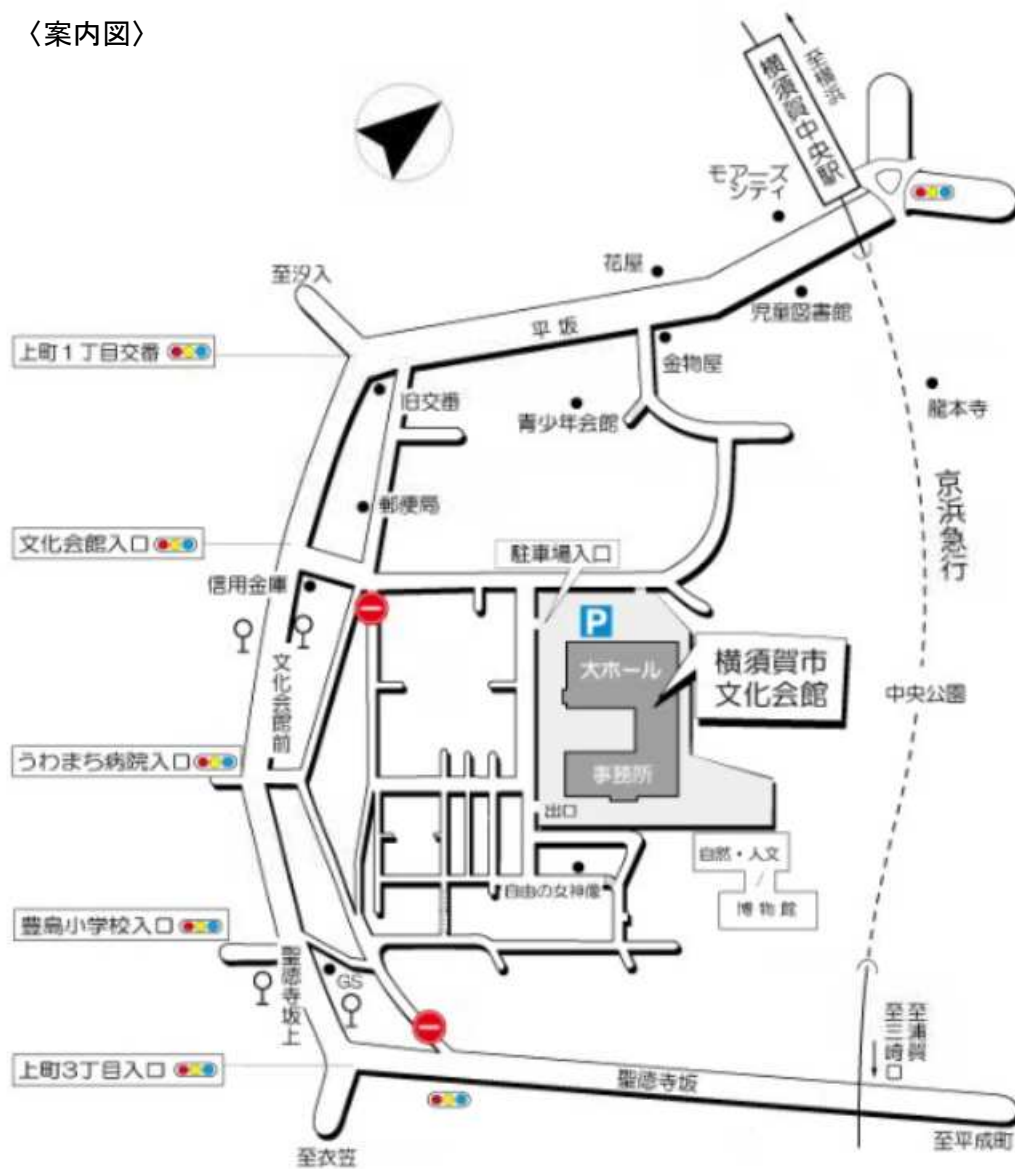 〈案内図〉
至横浜
横須賀中央駅
モアーズ
シティ
花屋
児童図書館
至汐入
平坂
上町1丁目交番
金物屋
旧交番
青少年会館
龍本寺
京浜急行
郵便局
文化会館入口
駐車場入口
信用金庫
P
大ホール
横須賀市
文化会館
文化会館前
中央公園
うわまち病院入口
事務所
出口
自然・人文
博物館
自由の女神像
豊島小学校入口
聖徳寺坂上
GS
至浦賀
至三崎口
上町3丁目入口
聖徳寺坂
至平成町
至衣笠